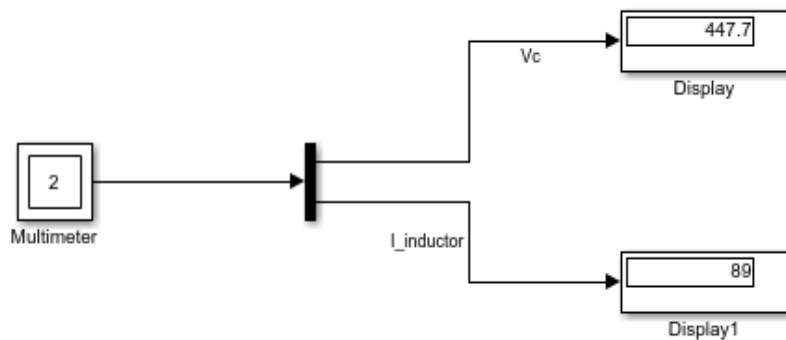 447.7
Vc
Display
2
Multimeter
I_inductor
89
Display1